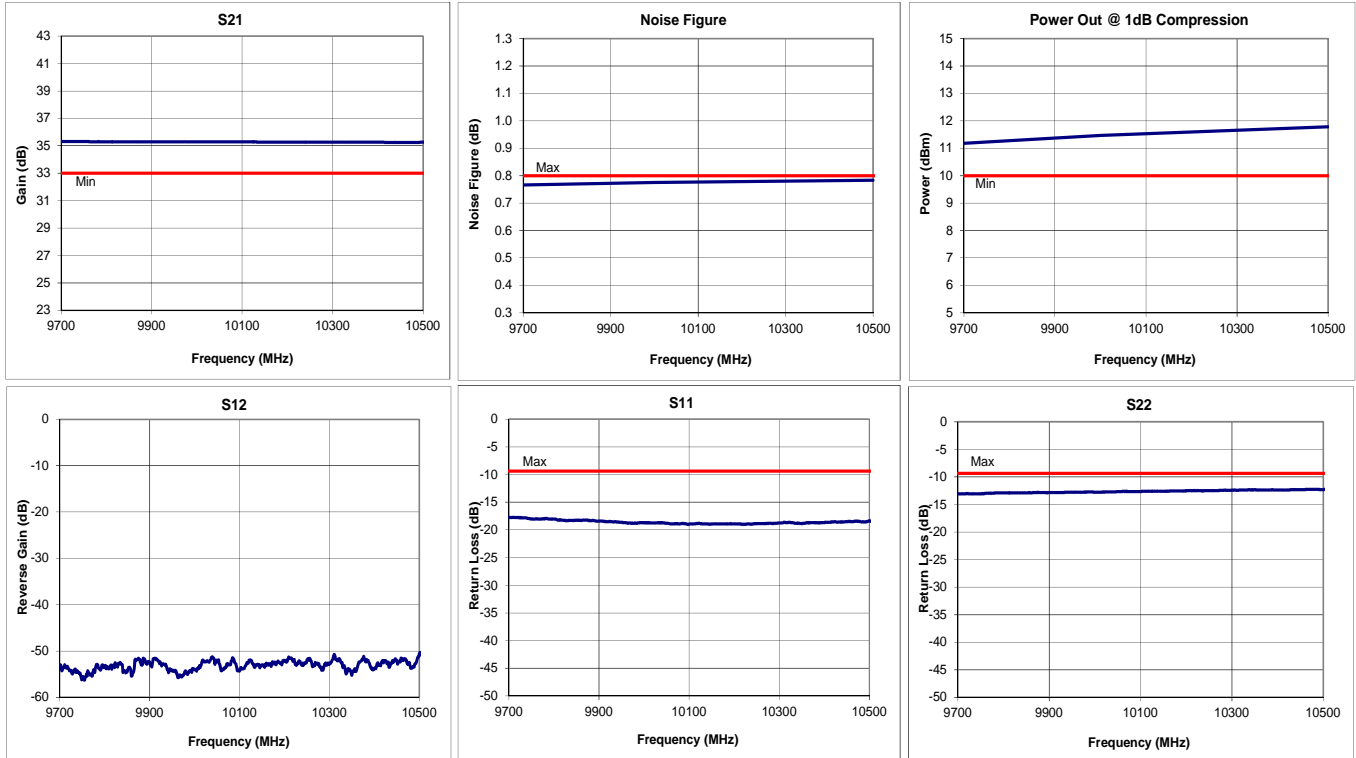 S21
43
41
39
37
35
33
31
29
27
25
23
Gain (dB)
Min
9700 9900 10100 10300 10500
Frequency (MHz)
Noise Figure
1.3
1.2
1.1
1.0
0.9
0.8
0.7
0.6
0.5
0.4
0.3
Noise Figure (dB)
Max
9700 9900 10100 10300 10500
Frequency (MHz)
Power Out @ 1dB Compression
15
14
13
12
11
10
9
8
7
6
5
Power (dBm)
Min
9700 9900 10100 10300 10500
Frequency (MHz)
S12
0
-10
-20
-30
-40
-50
-60
Reverse Gain (dB)
9700 9900 10100 10300 10500
Frequency (MHz)
S11
0
-5
-10
-15
-20
-25
-30
-35
-40
-45
-50
Return Loss (dB)
Max
9700 9900 10100 10300 10500
Frequency (MHz)
S22
0
-5
-10
-15
-20
-25
-30
-35
-40
-45
-50
Return Loss (dB)
Max
9700 9900 10100 10300 10500
Frequency (MHz)